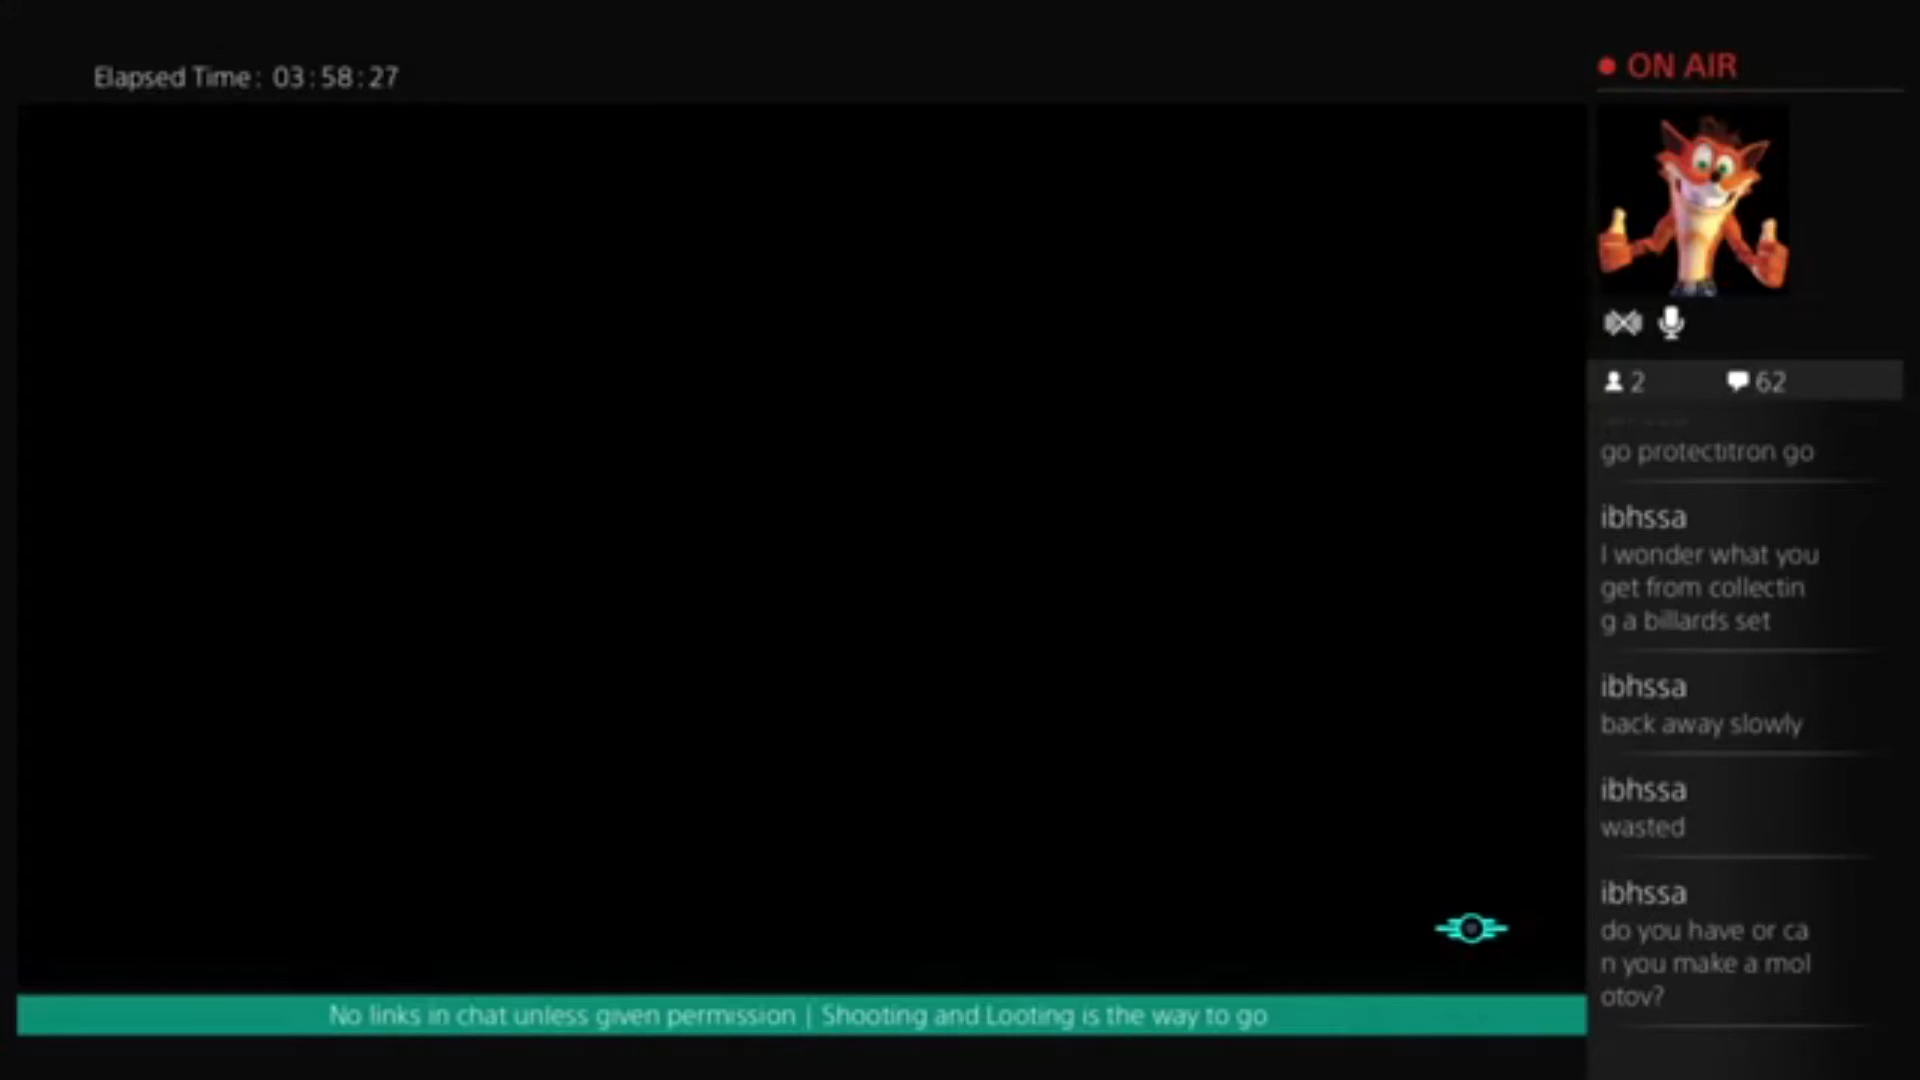 Elapsed Time: 03:58:27
ON AIR
2
62
go protectitron go
ibhssa
I wonder what you
get from collectin
g a billards set
ibhssa
back away slowly
ibhssa
wasted
ibhssa
do you have or ca
n you make a mol
otov?
No links in chat unless given permission | Shooting and Looting is the way to go